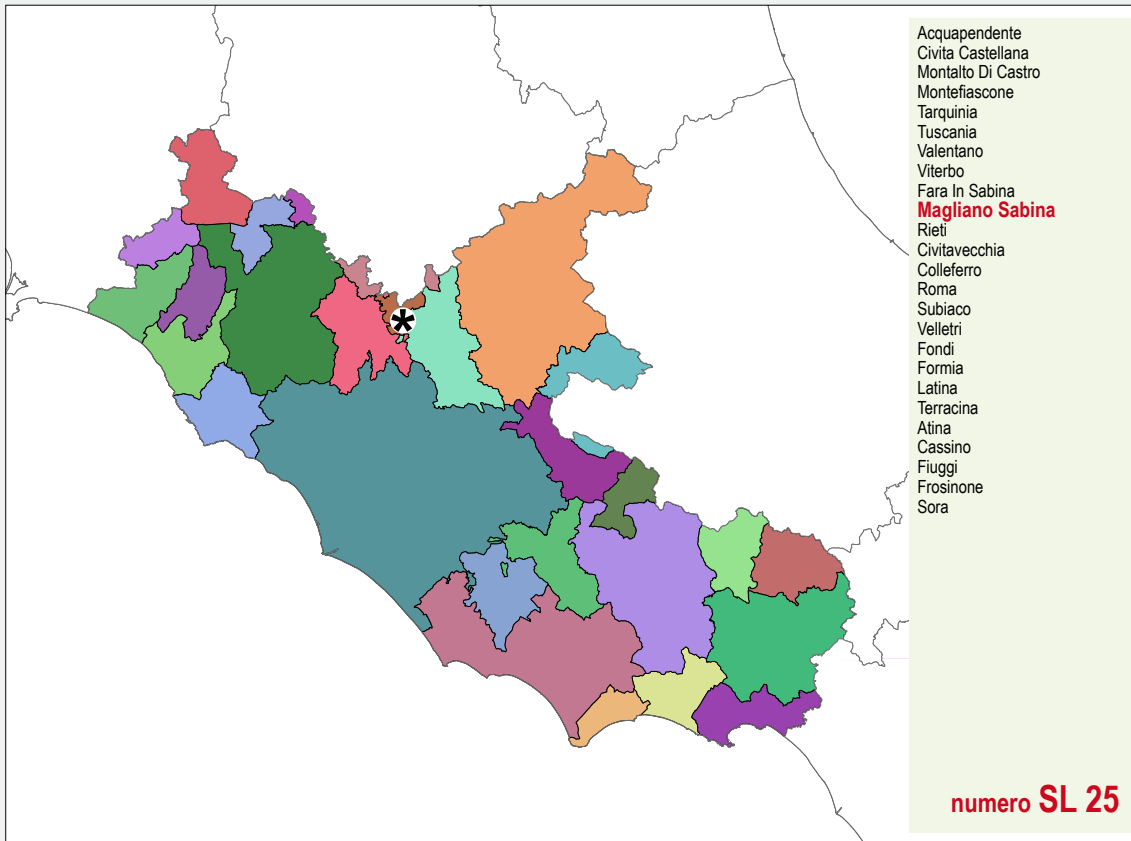 Acquapendente
Civita Castellana
Montalto Di Castro
Montefiascone
Tarquinia
Tuscania
Valentano
Viterbo
Fara In Sabina
Magliano Sabina
Rieti
Civitavecchia
Colleferro
Roma
Subiaco
Velletri
Fondi
Formia
Latina
Terracina
Atina
Cassino
Fiuggi
Frosinone
Sora
numero SL 25
*